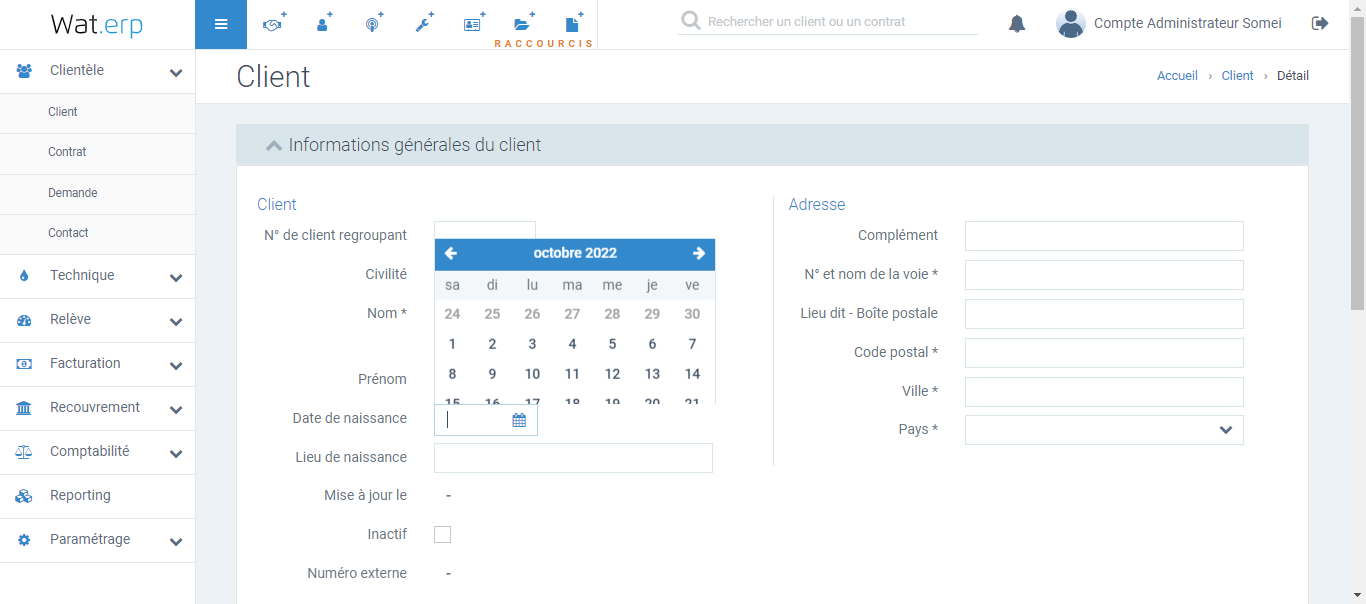 Wat.erp
RACCOURCIS
Rechercher un client ou un contrat
Compte Administrateur Somei
Clientèle
Client
Contrat
Demande
Contact
Technique
Relève
Facturation
Recouvrement
Comptabilité
Reporting
Paramétrage
Client
Accueil › Client › Détail
Informations générales du client
Client
N° de client regroupant
Civilité
Nom *
Prénom
Date de naissance
Lieu de naissance
Mise à jour le -
Inactif
Numéro externe -
octobre 2022
sa di lu ma me je ve
24 25 26 27 28 29 30
1 2 3 4 5 6 7
8 9 10 11 12 13 14
15 16 17 18 19 20 21
Adresse
Complément
N° et nom de la voie *
Lieu dit - Boîte postale
Code postal *
Ville *
Pays *